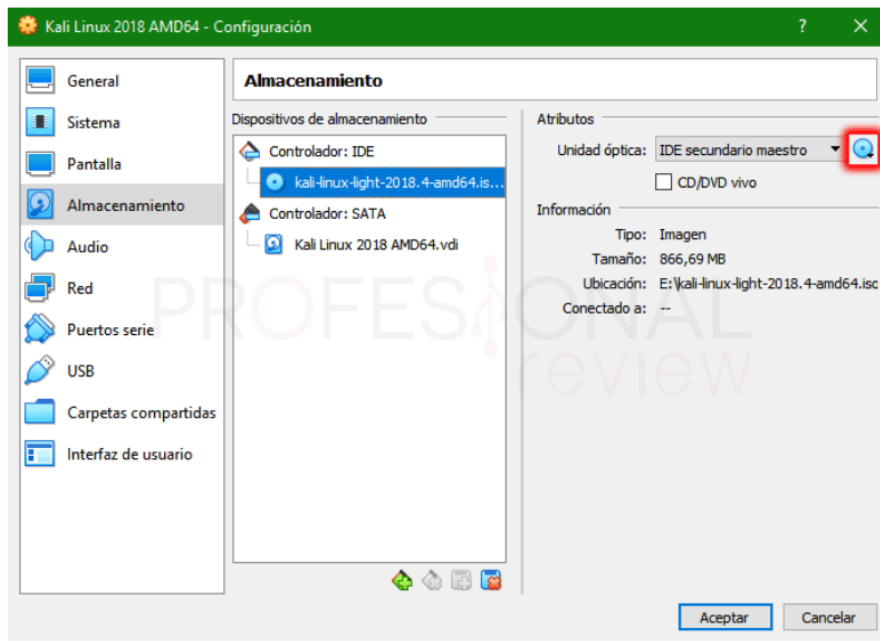 Kali Linux 2018 AMD64 - Configuración
General
Sistema
Pantalla
Almacenamiento
Audio
Red
Puertos serie
USB
Carpetas compartidas
Interfaz de usuario
Almacenamiento
Dispositivos de almacenamiento
Controlador: IDE
kali-linux-light-2018.4-amd64.is...
Controlador: SATA
Kali Linux 2018 AMD64.vdi
Atributos
Unidad óptica: IDE secundario maestro
CD/DVD vivo
Información
Tipo: Imagen
Tamaño: 866,69 MB
Ubicación: E:\kali-linux-light-2018.4-amd64.iso
Conectado a: --
PROFESIONAL
review
Aceptar Cancelar